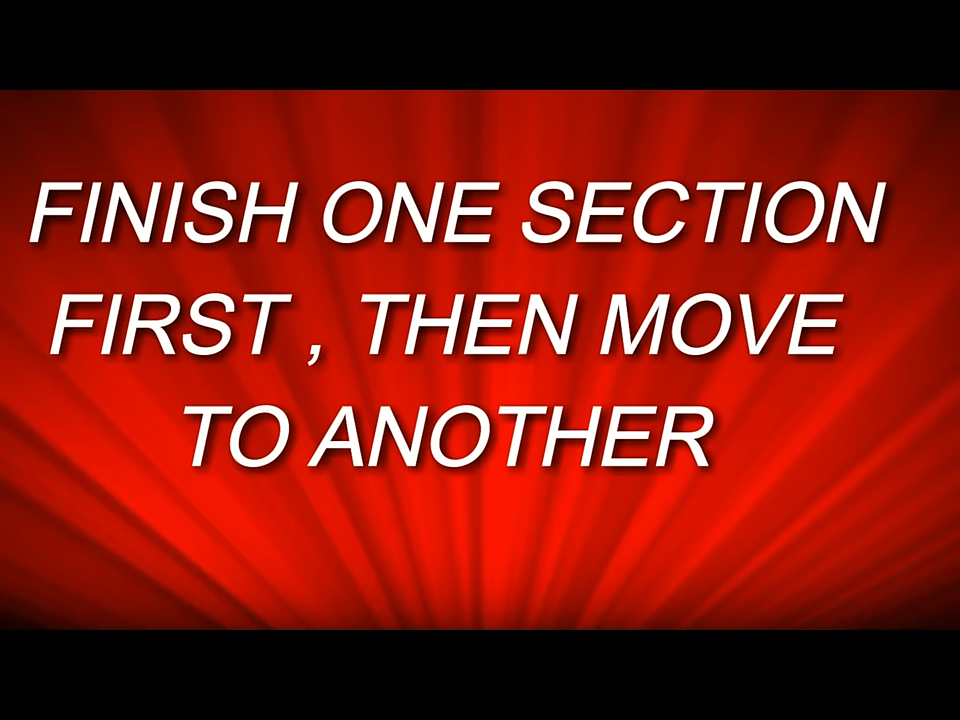 FINISH ONE SECTION
FIRST , THEN MOVE
TO ANOTHER